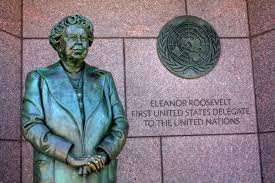 ELEANOR ROOSEVELT
FIRST UNITED STATES DELEGATE
TO THE UNITED NATIONS